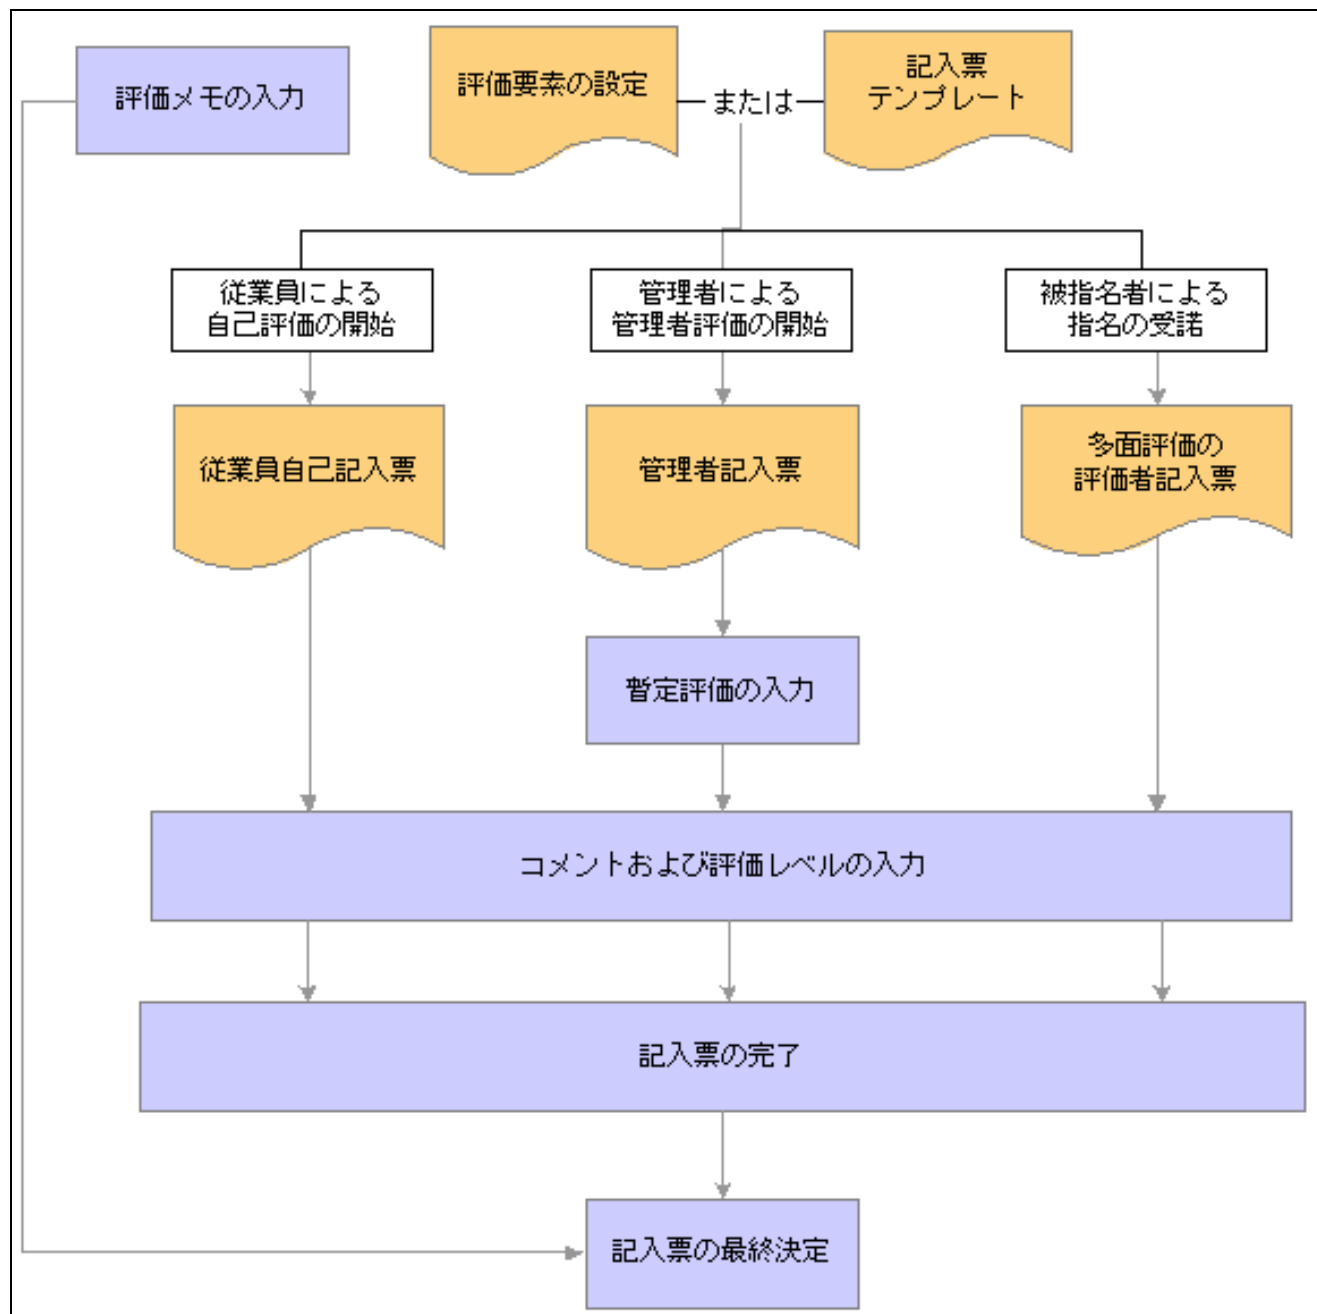 評価メモの入力
評価要素の設定
または
記入票
テンプレート
従業員による
自己評価の開始
管理者による
管理者評価の開始
被指名者による
指名の受諾
従業員自己記入票
管理者記入票
多面評価の
評価者記入票
暫定評価の入力
コメントおよび評価レベルの入力
記入票の完了
記入票の最終決定